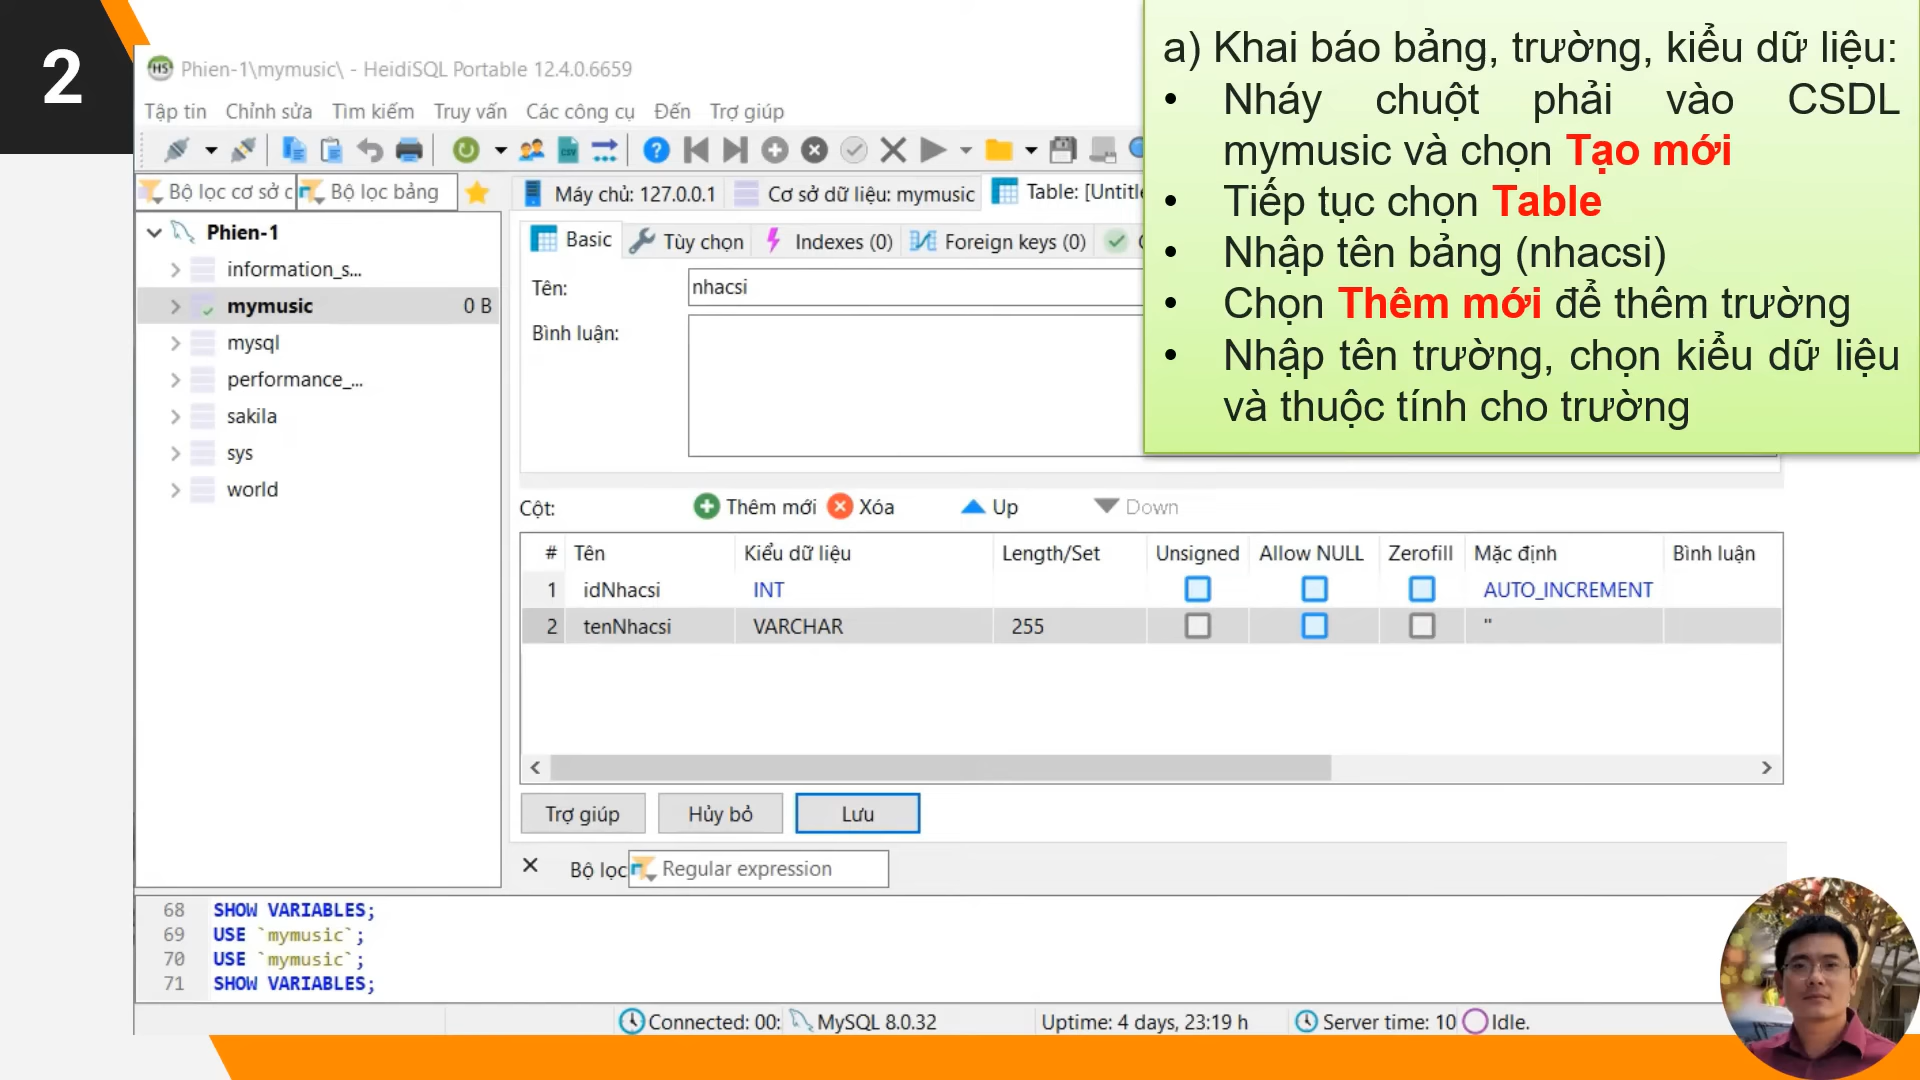 2
Phien-1\mymusic\ - HeidiSQL Portable 12.4.0.6659
Tập tin Chỉnh sửa Tìm kiếm Truy vấn Các công cụ Đến Trợ giúp
Bộ lọc cơ sở c Bộ lọc bảng
Máy chủ: 127.0.0.1 Cơ sở dữ liệu: mymusic Table: [Untitle
Phien-1
information_s...
mymusic 0 B
mysql
performance_...
sakila
sys
world
Basic Tùy chọn Indexes (0) Foreign keys (0)
Tên: nhacsi
Bình luận:
a) Khai báo bảng, trường, kiểu dữ liệu:
• Nháy chuột phải vào CSDL
mymusic và chọn Tạo mới
• Tiếp tục chọn Table
• Nhập tên bảng (nhacsi)
• Chọn Thêm mới để thêm trường
• Nhập tên trường, chọn kiểu dữ liệu
và thuộc tính cho trường
Cột: Thêm mới Xóa Up Down
# Tên Kiểu dữ liệu Length/Set Unsigned Allow NULL Zerofill Mặc định Bình luận
1 idNhacsi INT AUTO_INCREMENT
2 tenNhacsi VARCHAR 255 ''
Trợ giúp Hủy bỏ Lưu
Bộ lọc Regular expression
68 SHOW VARIABLES;
69 USE `mymusic`;
70 USE `mymusic`;
71 SHOW VARIABLES;
Connected: 00: MySQL 8.0.32 Uptime: 4 days, 23:19 h Server time: 10 Idle.